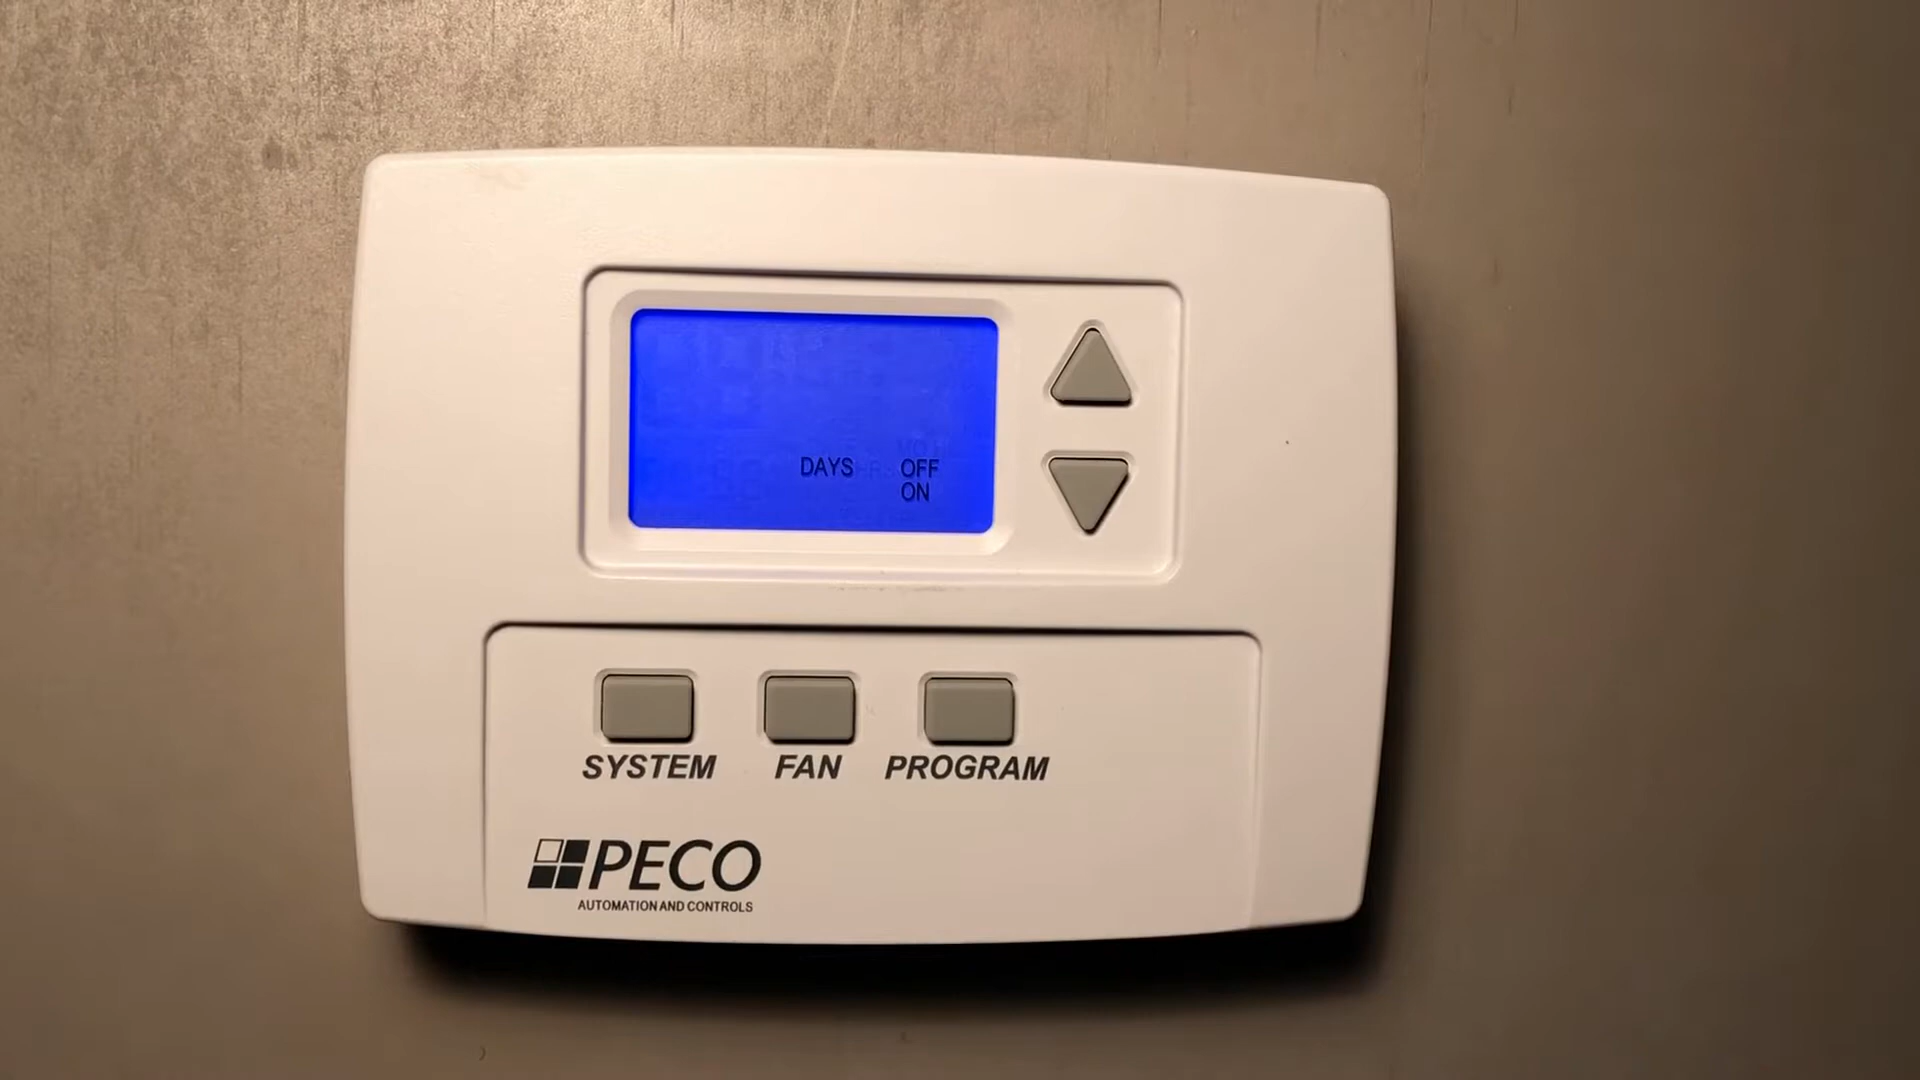 DAYS OFF
ON
SYSTEM FAN PROGRAM
PECO
AUTOMATION AND CONTROLS